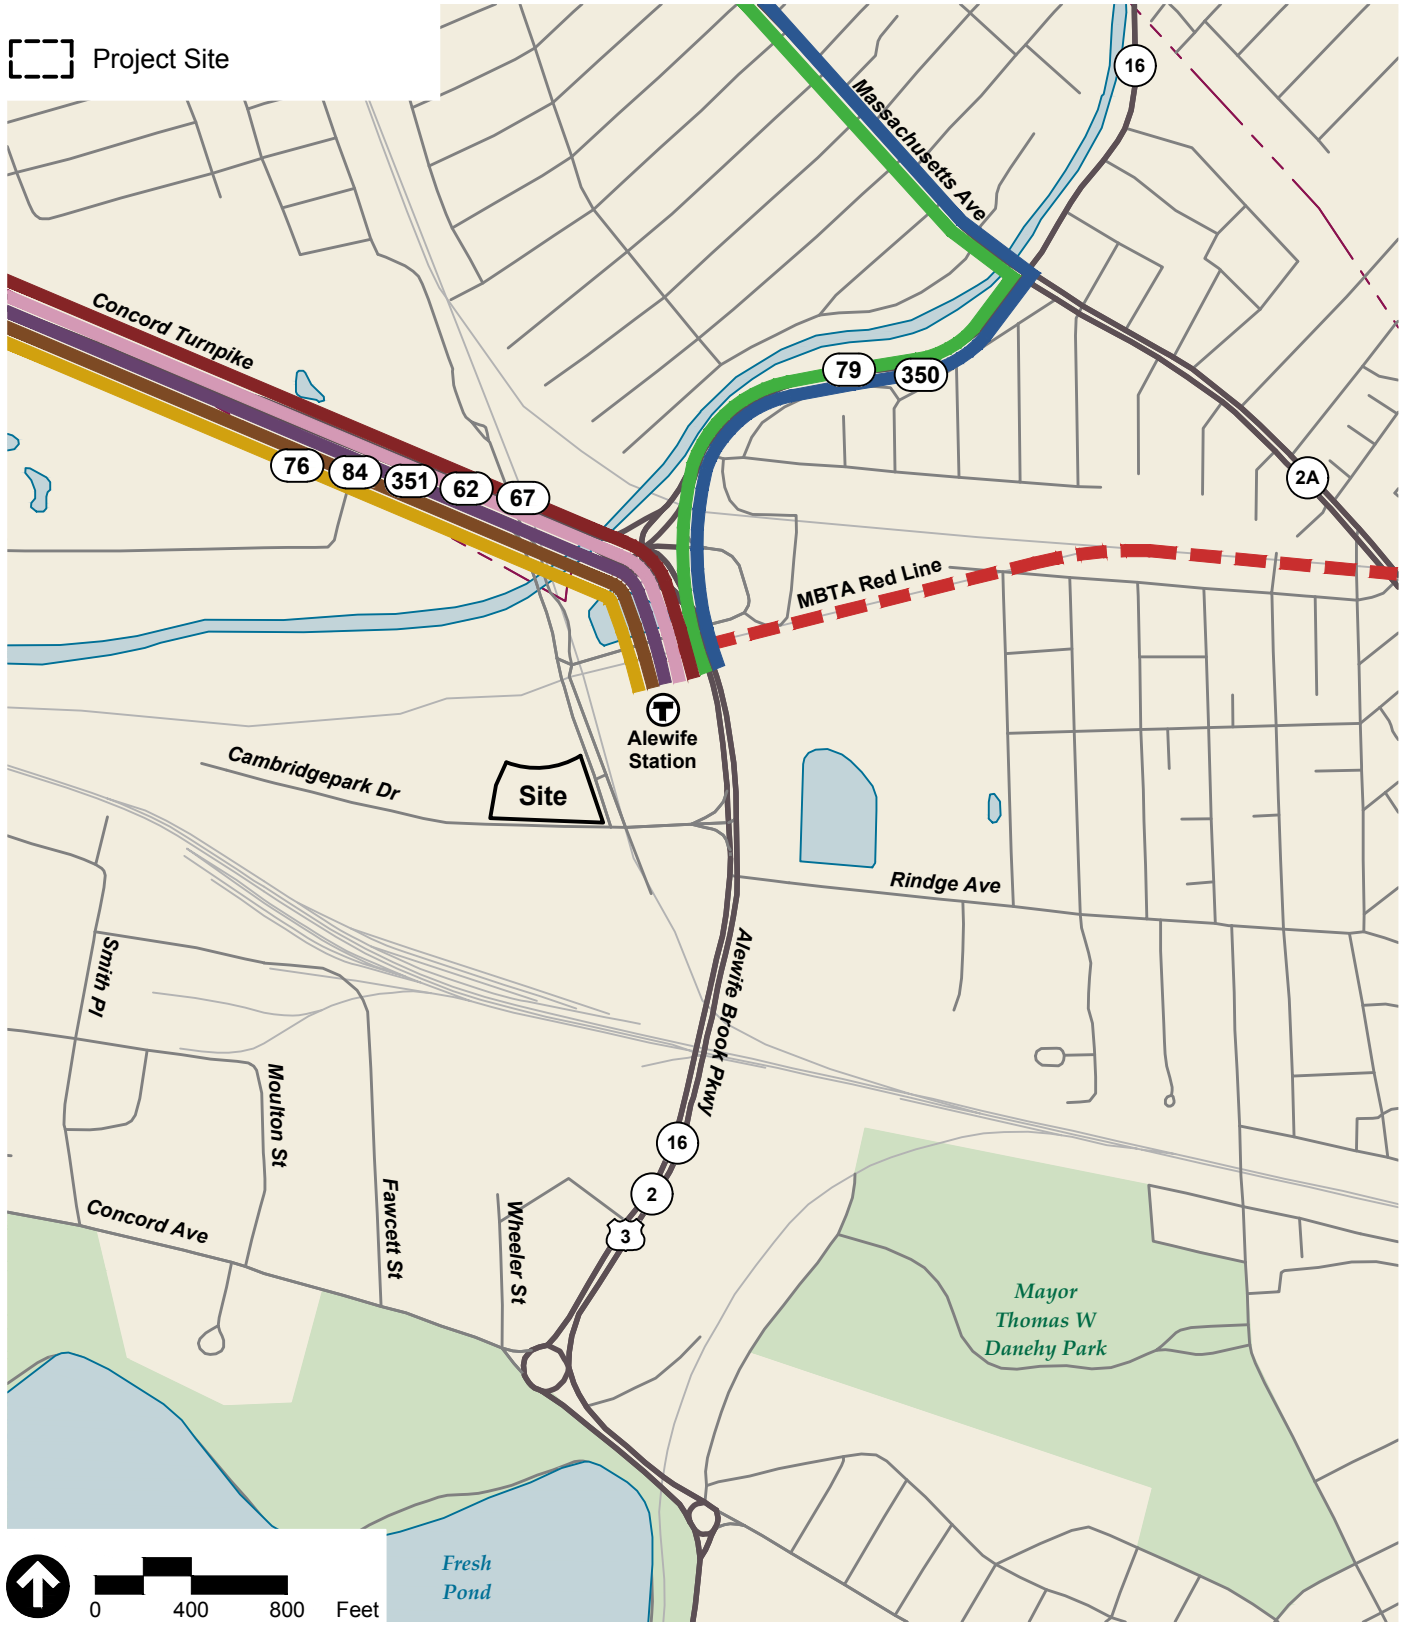 Project Site
16
Massachusetts Ave
Concord Turnpike
79
350
76
84
351
62
67
2A
MBTA Red Line
T
Alewife
Station
Cambridgepark Dr
Site
Rindge Ave
Smith Pl
Alewife Brook Pkwy
Moulton St
16
2
3
Fawcett St
Wheeler St
Concord Ave
Mayor
Thomas W
Danehy Park
Fresh
Pond
0 400 800 Feet